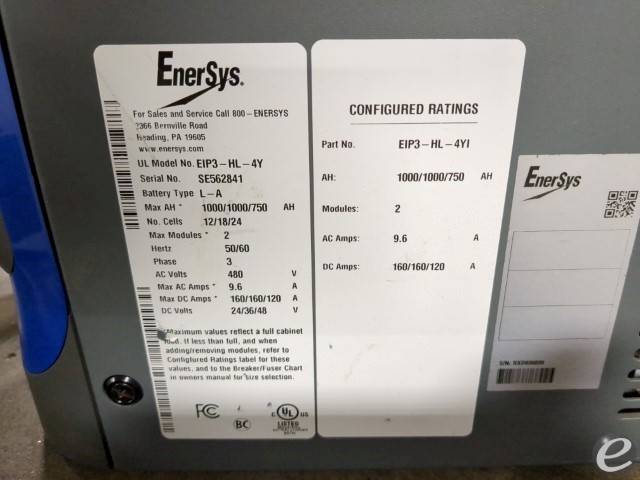 EnerSys.
For Sales and Service Call 800-ENERSYS
2366 Bernville Road
Reading, PA 19605
www.enersys.com
UL Model No. EIP3-HL-4Y
Serial No. SE562841
Battery Type L-A
Max AH * 1000/1000/750 AH
No. Cells 12/18/24
Max Modules * 2
Hertz 50/60
Phase 3
AC Volts 480 V
Max AC Amps * 9.6 A
Max DC Amps * 160/160/120 A
DC Volts 24/36/48 V
*Maximum values reflect a full cabinet
load. If less than full, and when
adding/removing modules, refer to
Configured Ratings label for these
values, and to the Breaker/Fuser Chart
in owners manual for size selection.
FC
BC
C UL US
LISTED
CONFIGURED RATINGS
Part No. EIP3-HL-4YI
AH: 1000/1000/750 AH
Modules: 2
AC Amps: 9.6 A
DC Amps: 160/160/120 A
EnerSys
S/N:
e